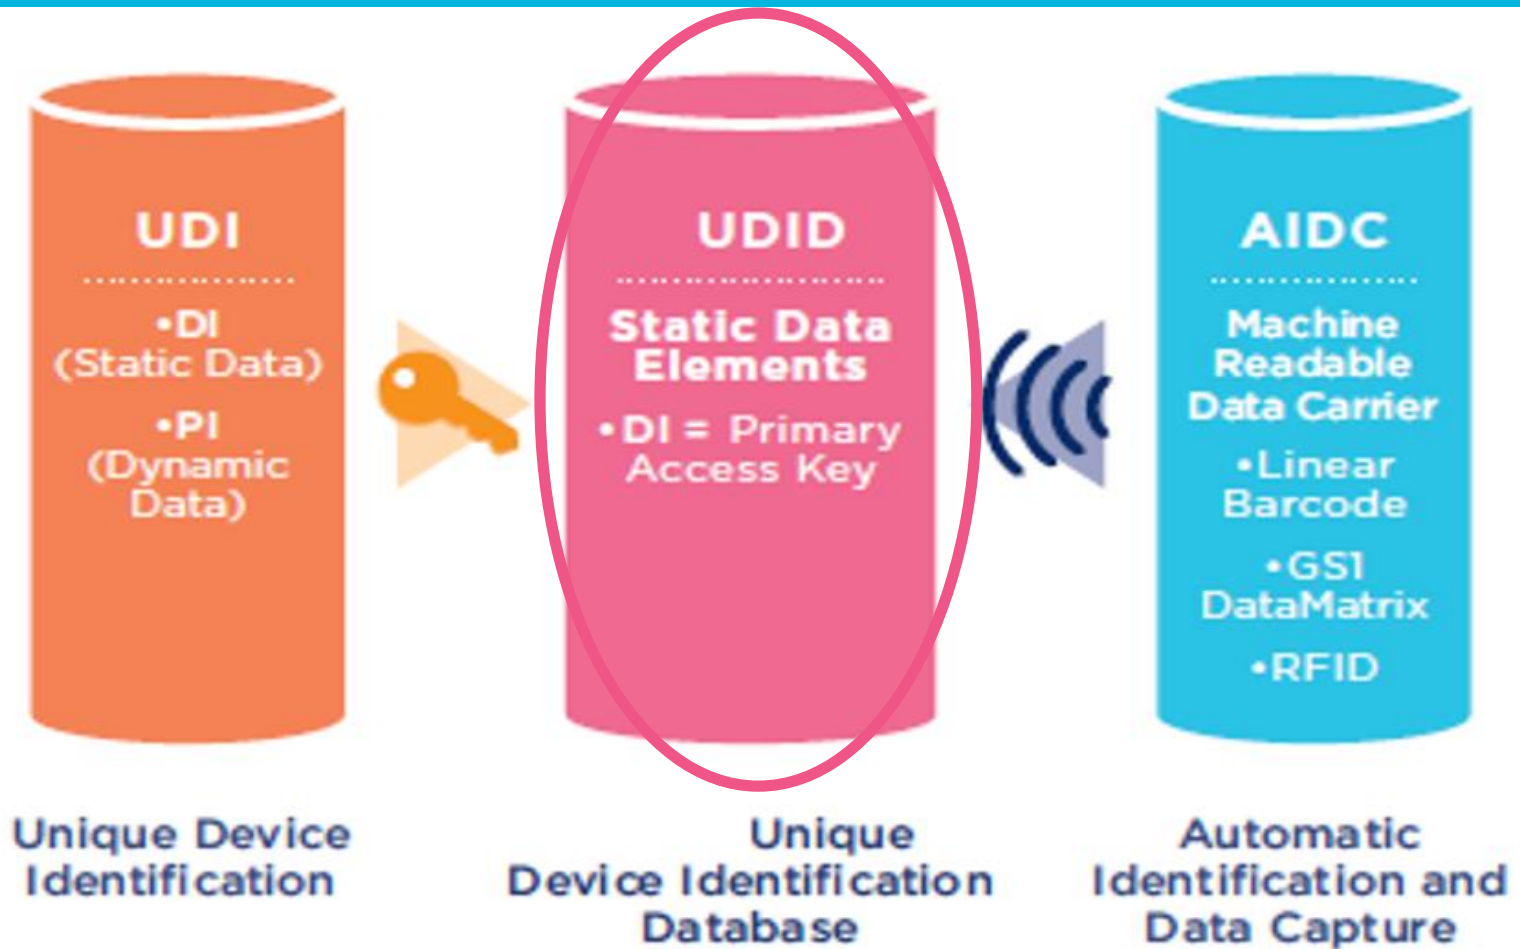 UDI
•DI
(Static Data)
•PI
(Dynamic
Data)
Unique Device
Identification
UDID
Static Data
Elements
•DI = Primary
Access Key
Unique
Device Identification
Database
AIDC
Machine
Readable
Data Carrier
•Linear
Barcode
•GS1
DataMatrix
•RFID
Automatic
Identification and
Data Capture